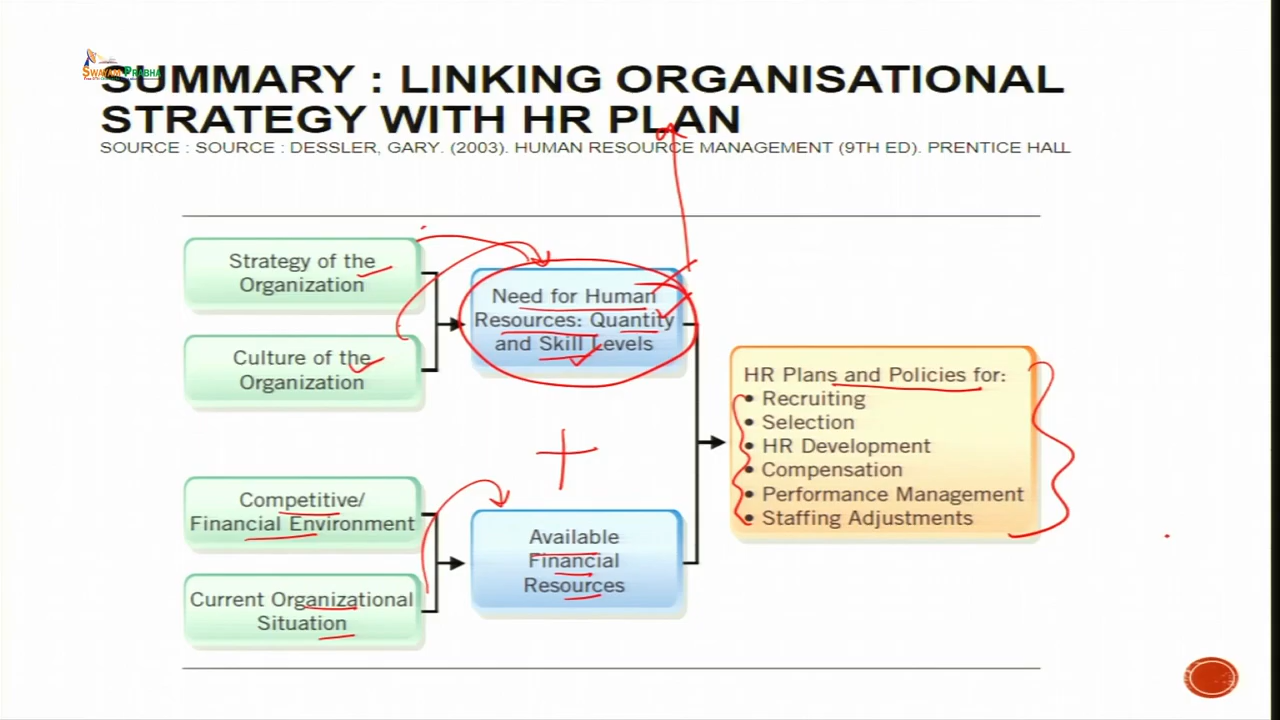 SWAYAM PRABHA
SUMMARY : LINKING ORGANISATIONAL
STRATEGY WITH HR PLAN
SOURCE : SOURCE : DESSLER, GARY. (2003). HUMAN RESOURCE MANAGEMENT (9TH ED). PRENTICE HALL
Strategy of the
Organization
Culture of the
Organization
Need for Human
Resources: Quantity
and Skill Levels
Competitive/
Financial Environment
Current Organizational
Situation
Available
Financial
Resources
HR Plans and Policies for:
• Recruiting
• Selection
• HR Development
• Compensation
• Performance Management
• Staffing Adjustments